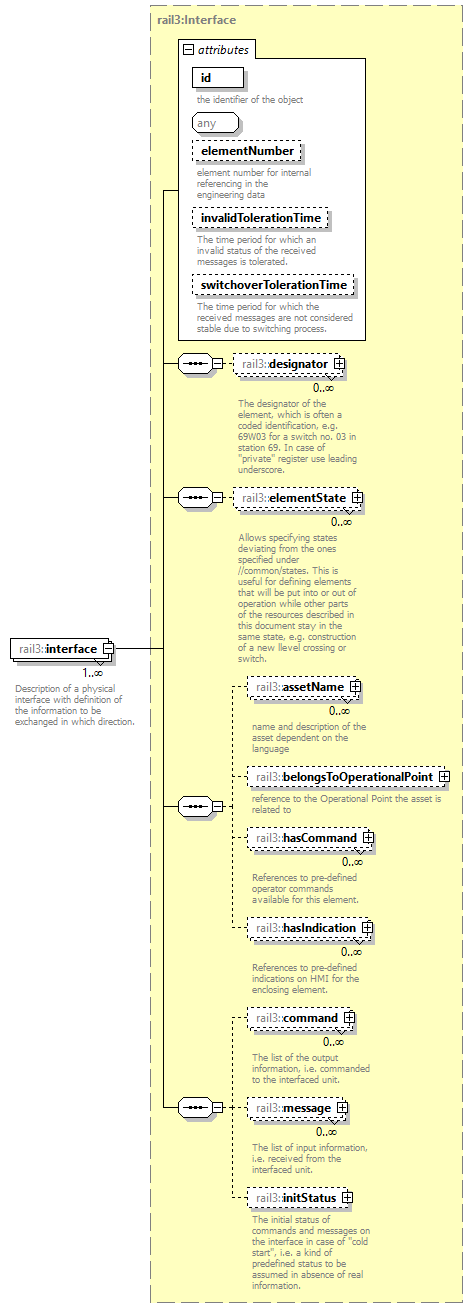 rail3:Interface
attributes
id
the identifier of the object
any
elementNumber
element number for internal
referencing in the
engineering data
invalidTolerationTime
The time period for which an
invalid status of the received
messages is tolerated.
switchoverTolerationTime
The time period for which the
received messages are not considered
stable due to switching process.
rail3::designator
0..∞
The designator of the
element, which is often a
coded identification, e.g.
69W03 for a switch no. 03 in
station 69. In case of
"private" register use leading
underscore.
rail3::elementState
0..∞
Allows specifying states
deviating from the ones
specified under
//common/states. This is
useful for defining elements
that will be put into or out of
operation while other parts
of the resources described in
this document stay in the
same state, e.g. construction
of a new llevel crossing or
switch.
rail3::interface
1..∞
Description of a physical
interface with definition of
the information to be
exchanged in which direction.
rail3::assetName
0..∞
name and description of the
asset dependent on the
language
rail3::belongsToOperationalPoint
reference to the Operational Point the asset is
related to
rail3::hasCommand
0..∞
References to pre-defined
operator commands
available for this element.
rail3::hasIndication
0..∞
References to pre-defined
indications on HMI for the
enclosing element.
rail3::command
0..∞
The list of the output
information, i.e. commanded
to the interfaced unit.
rail3::message
0..∞
The list of input information,
i.e. received from the
interfaced unit.
rail3::initStatus
The initial status of
commands and messages on
the interface in case of "cold
start", i.e. a kind of
predefined status to be
assumed in absence of real
information.